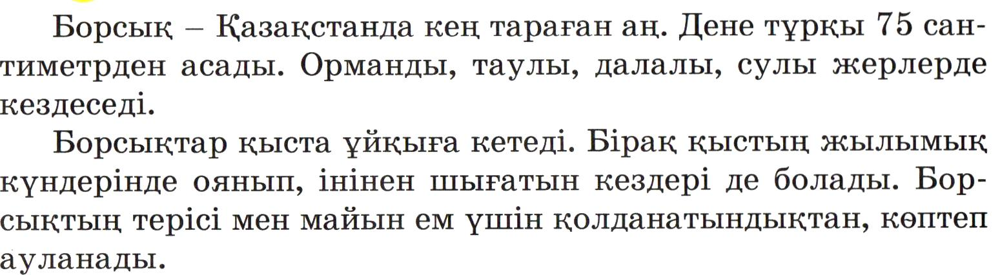 Борсық – Қазақстанда кең тараған аң. Дене тұрқы 75 сан-
тиметрден асады. Орманды, таулы, далалы, сулы жерлерде
кездеседі.
Борсықтар қыста ұйқыға кетеді. Бірақ қыстың жылымық
күндерінде оянып,інінен шығатын кездері де болады. Бор-
сықтың терісі мен майын ем үшін қолданатындықтан, көптеп
ауланады.